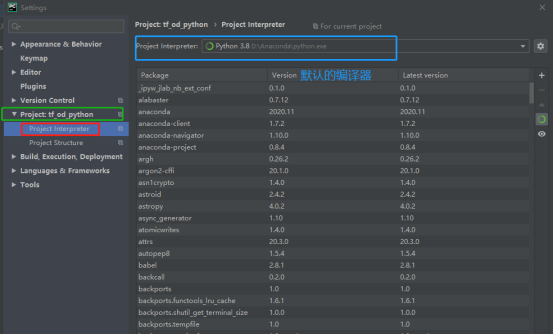 PC Settings
Project: tf_od_python › Project Interpreter
For current project
Appearance & Behavior
Keymap
Editor
Plugins
Version Control
Project: tf_od_python
Project Interpreter
Project Structure
Build, Execution, Deployment
Languages & Frameworks
Tools
Project Interpreter: Python 3.8 D:\Anaconda\python.exe
Package Version 默认的编译器 Latest version
_ipyw_jlab_nb_ext_conf 0.1.0 0.1.0
alabaster 0.7.12 0.7.12
anaconda 2020.11 2020.11
anaconda-client 1.7.2 1.7.2
anaconda-navigator 1.10.0 1.10.0
anaconda-project 0.8.4 0.8.4
argh 0.26.2 0.26.2
argon2-cffi 20.1.0 20.1.0
asn1crypto 1.4.0 1.4.0
astroid 2.4.2 2.4.2
astropy 4.0.2 4.0.2
async_generator 1.10 1.10
atomicwrites 1.4.0 1.4.0
attrs 20.3.0 20.3.0
autopep8 1.5.4 1.5.4
babel 2.8.1 2.8.1
backcall 0.2.0 0.2.0
backports 1.0 1.0
backports.functools_lru_cache 1.6.1 1.6.1
backports.shutil_get_terminal_size 1.0.0 1.0.0
backports.tempfile 1.0 1.0